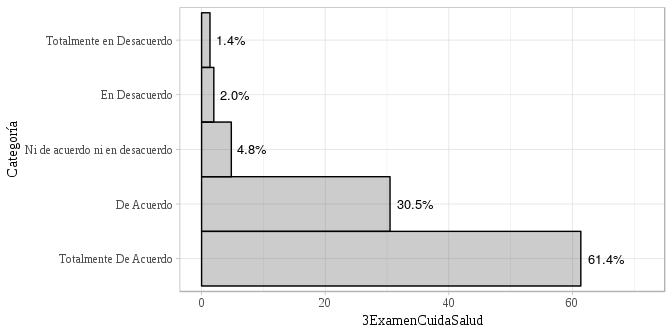 Categoría
Totalmente en Desacuerdo
1.4%
En Desacuerdo
2.0%
Ni de acuerdo ni en desacuerdo
4.8%
De Acuerdo
30.5%
Totalmente De Acuerdo
61.4%
0 20 40 60
3ExamenCuidaSalud